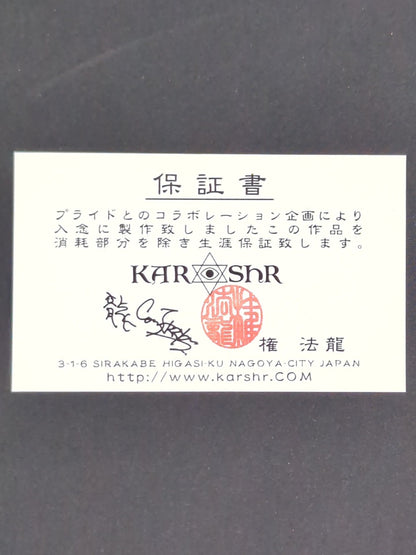 保証書
プライドとのコラボレーション企画により
入念に製作致しましたこの作品を
消耗部分を除き生涯保証致します。
KAR SHR
権 法龍
3-1-6 SIRAKABE HIGASI-KU NAGOYA-CITY JAPAN
http://www.karshr.COM